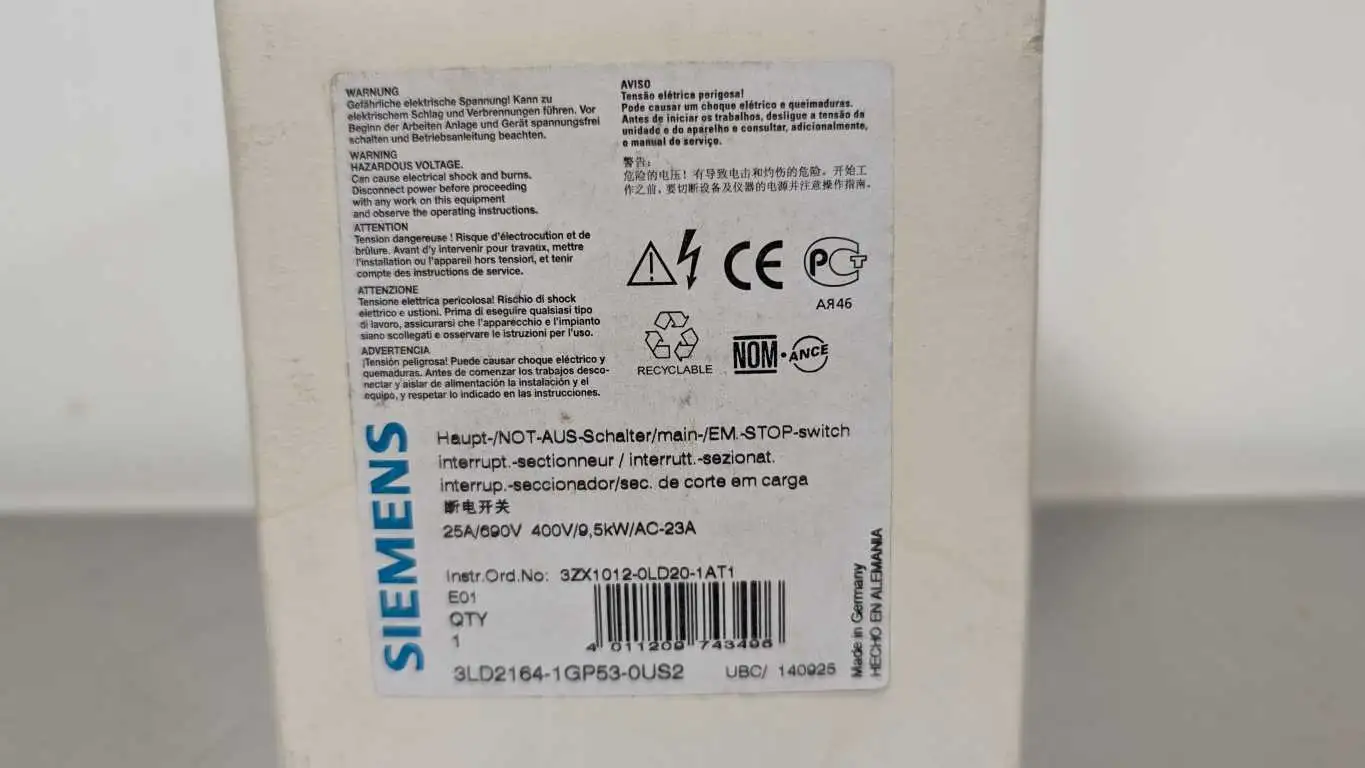 WARNUNG
Gefährliche elektrische Spannung! Kann zu
elektrischem Schlag und Verbrennungen führen. Vor
Beginn der Arbeiten Anlage und Gerät spannungsfrei
schalten und Betriebsanleitung beachten.
WARNING
HAZARDOUS VOLTAGE.
Can cause electrical shock and burns.
Disconnect power before proceeding
with any work on this equipment
and observe the operating instructions.
ATTENTION
Tension dangereuse ! Risque d'électrocution et de
brûlure. Avant d'y intervenir pour travaux, mettre
l'installation ou l'appareil hors tension, et tenir
compte des instructions de service.
ATTENZIONE
Tensione elettrica pericolosa! Rischio di shock
elettrico e ustioni. Prima di eseguire qualsiasi tipo
di lavoro, assicurarsi che l'apparecchio e l'impianto
siano scollegati e osservare le istruzioni per l'uso.
ADVERTENCIA
¡Tensión peligrosa! Puede causar choque eléctrico y
quemaduras. Antes de comenzar los trabajos desco-
nectar y aislar de alimentación la instalación y el
equipo, y respetar lo indicado en las instrucciones.
AVISO
Tensão elétrica perigosa!
Pode causar um choque elétrico e queimaduras.
Antes de iniciar os trabalhos, desligue a tensão da
unidade e do aparelho e consultar, adicionalmente,
o manual do serviço.
警告:
危险的电压! 有导致电击和灼伤的危险。开始工
作之前, 要切断设备及仪器的电源并注意操作指南。
CE
РСТ
АЯ46
RECYCLABLE
NOM·ANCE
SIEMENS
Haupt-/NOT-AUS-Schalter/main-/EM.-STOP-switch
interrupt.-sectionneur / interrutt.-sezionat.
interrup.-seccionador/sec. de corte em carga
断电开关
25A/690V 400V/9,5kW/AC-23A
Instr.Ord.No: 3ZX1012-0LD20-1AT1
E01
QTY
1
4 011209 743496
3LD2164-1GP53-0US2 UBC/ 140925
Made in Germany
HECHO EN ALEMANIA